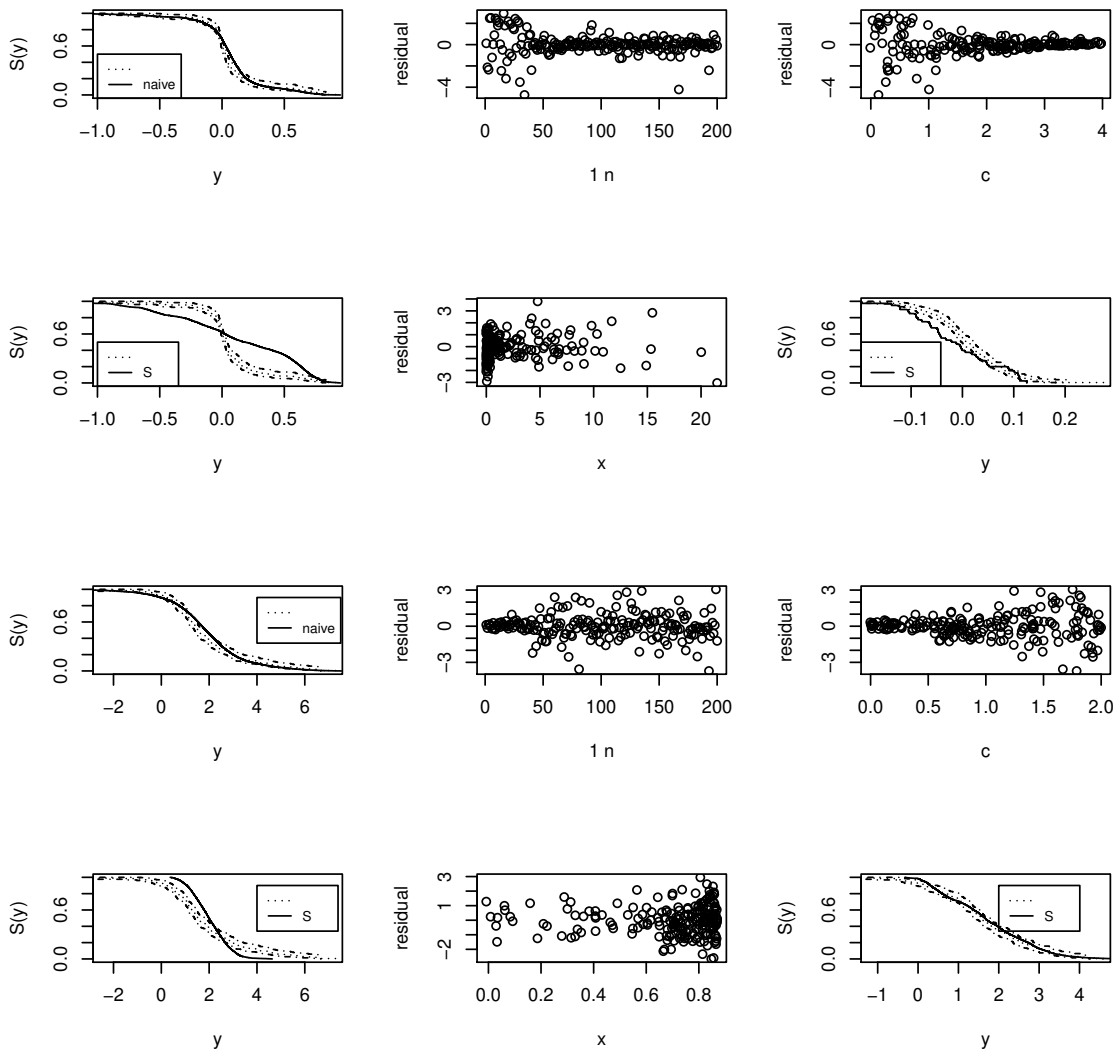 S(y)
0.0 0.6
naive
-1.0 -0.5 0.0 0.5
y
residual
-4 0
0 50 100 150 200
1 n
residual
-4 0
0 1 2 3 4
c
S(y)
0.0 0.6
S
-1.0 -0.5 0.0 0.5
y
residual
-3 0 3
0 5 10 15 20
x
S(y)
0.0 0.6
S
-0.1 0.0 0.1 0.2
y
S(y)
0.0 0.6
naive
-2 0 2 4 6
y
residual
-3 0 3
0 50 100 150 200
1 n
residual
-3 0 3
0.0 0.5 1.0 1.5 2.0
c
S(y)
0.0 0.6
S
-2 0 2 4 6
y
residual
-2 1 3
0.0 0.2 0.4 0.6 0.8
x
S(y)
0.0 0.6
S
-1 0 1 2 3 4
y